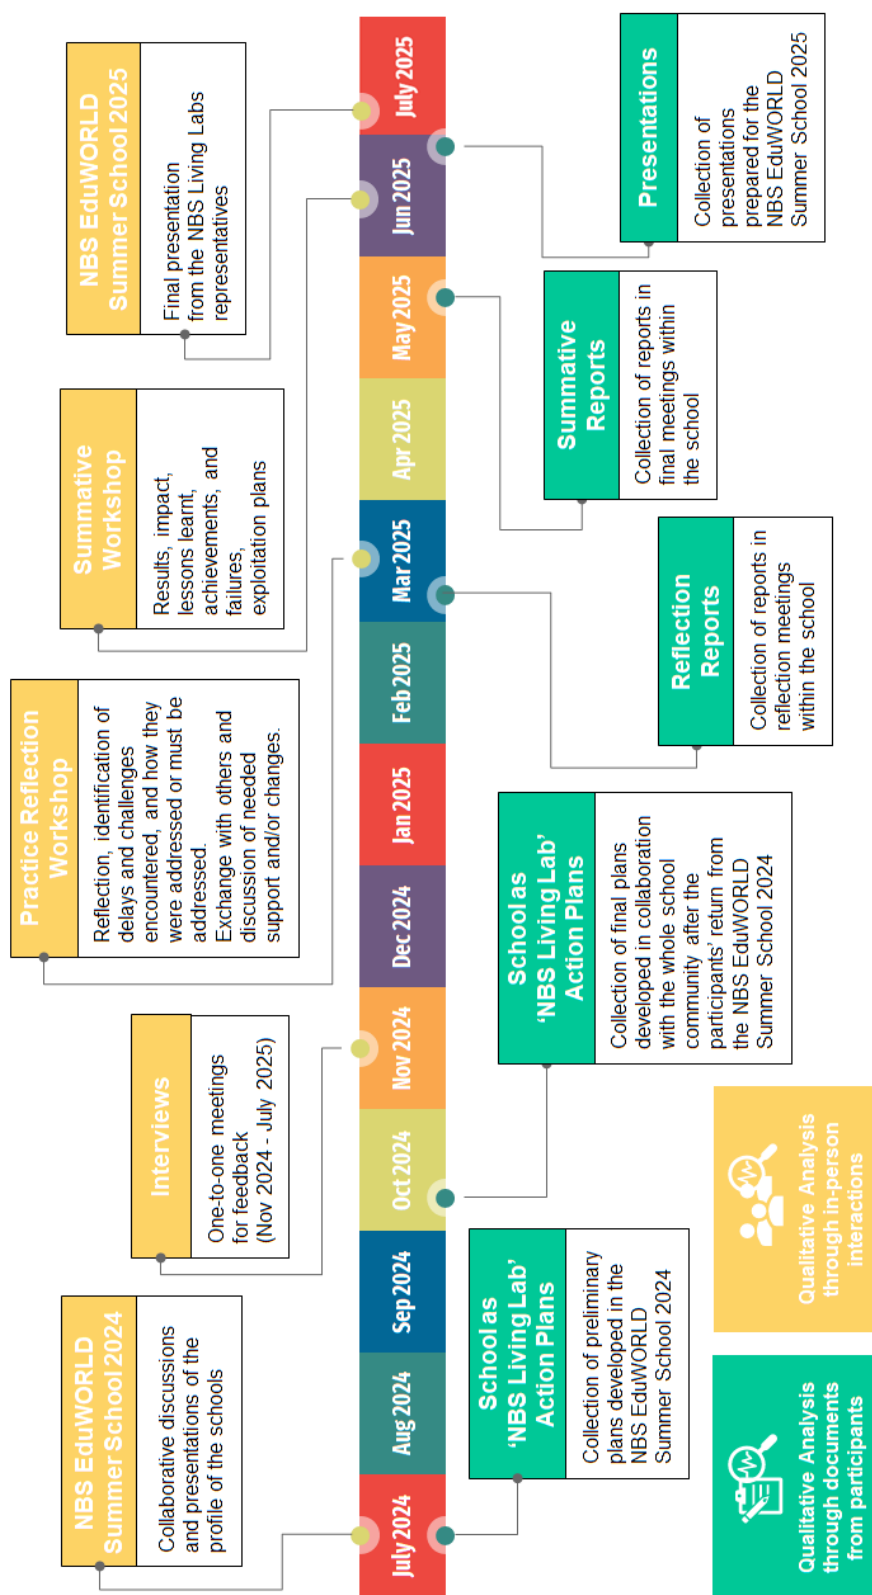 NBS EduWORLD
Summer School 2024
Collaborative discussions
and presentations of the
profile of the schools
Interviews
One-to-one meetings
for feedback
(Nov 2024 - July 2025)
Practice Reflection
Workshop
Reflection, identification of
delays and challenges
encountered, and how they
were addressed or must be
addressed.
Exchange with others and
discussion of needed
support and/or changes.
Summative
Workshop
Results, impact,
lessons learnt,
achievements, and
failures,
exploitation plans
NBS EduWORLD
Summer School 2025
Final presentation
from the NBS Living Labs
representatives
July 2024
Aug 2024
Sep 2024
Oct 2024
Nov 2024
Dec 2024
Jan 2025
Feb 2025
Mar 2025
Apr 2025
May 2025
Jun 2025
July 2025
School as
‘NBS Living Lab’
Action Plans
Collection of preliminary
plans developed in the
NBS EduWORLD
Summer School 2024
School as
‘NBS Living Lab’
Action Plans
Collection of final plans
developed in collaboration
with the whole school
community after the
participants’ return from
the NBS EduWORLD
Summer School 2024
Reflection
Reports
Collection of reports in
reflection meetings
within the school
Summative
Reports
Collection of reports in
final meetings within
the school
Presentations
Collection of
presentations
prepared for the
NBS EduWORLD
Summer School 2025
Qualitative Analysis
through documents
from participants
Qualitative Analysis
through in-person
interactions